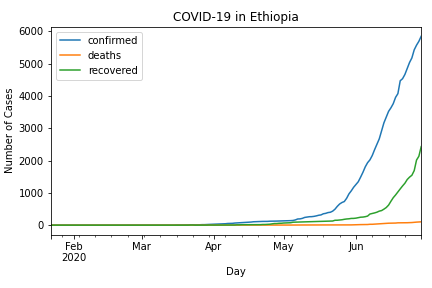 COVID-19 in Ethiopia
confirmed
deaths
recovered
Number of Cases
6000
5000
4000
3000
2000
1000
0
Feb
2020
Mar
Apr
May
Jun
Day